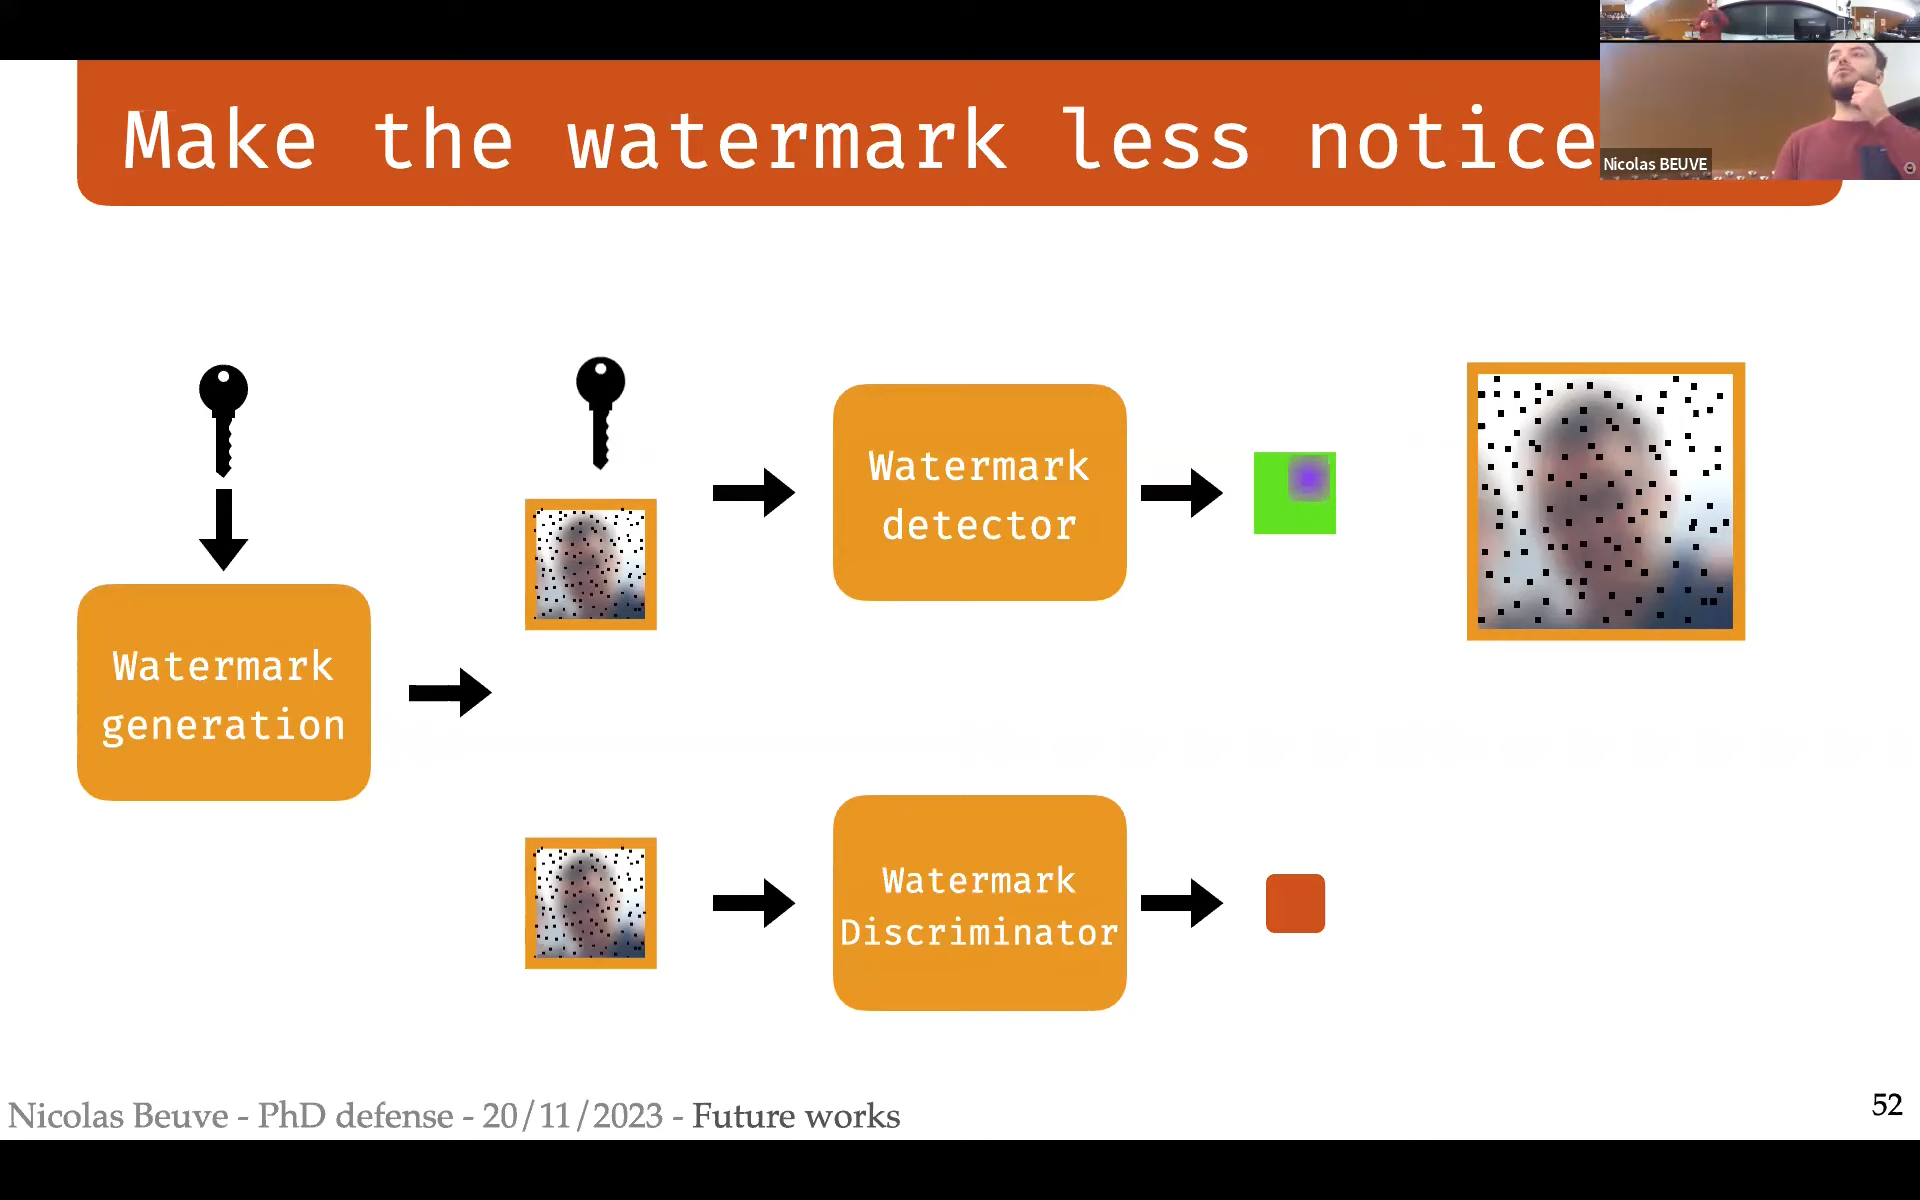 Make the watermark less notice
Nicolas BEUVE
Watermark
detector
Watermark
generation
Watermark
Discriminator
Nicolas Beuve - PhD defense - 20/11/2023 - Future works
52